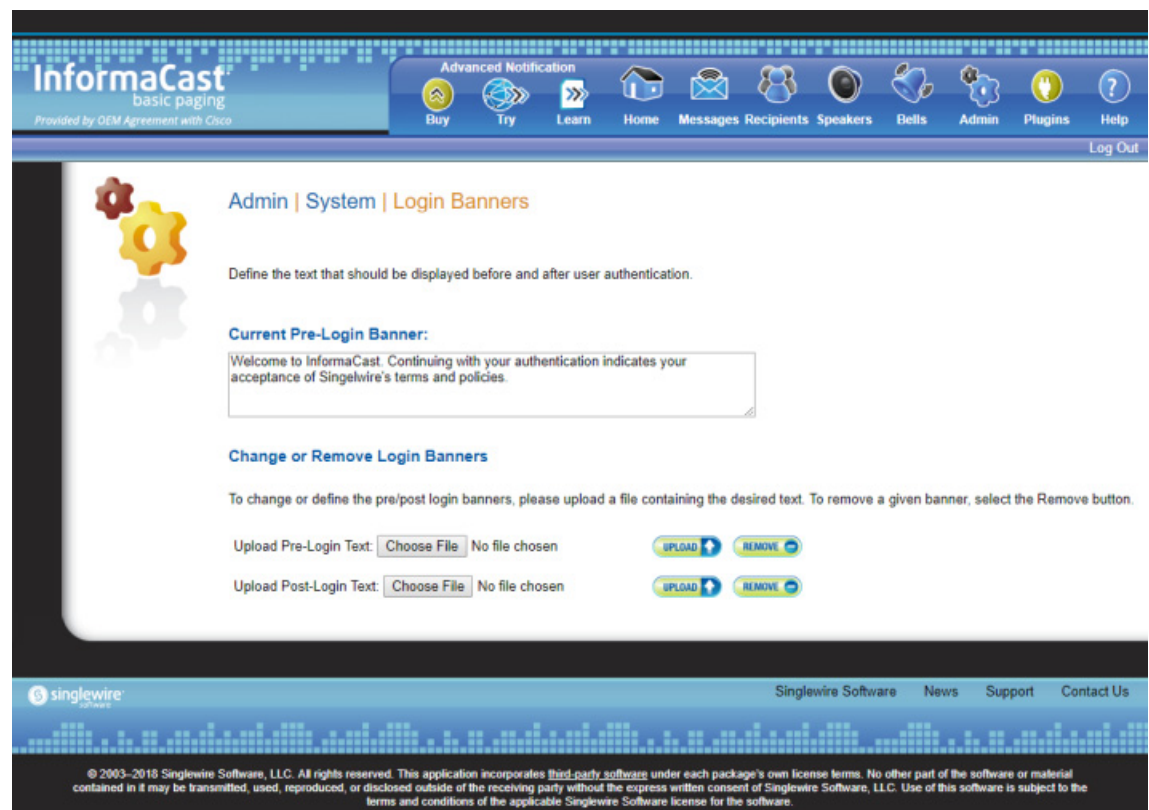 InformaCast
basic paging
Provided by OEM Agreement with Cisco
Advanced Notification
Buy Try Learn Home Messages Recipients Speakers Bells Admin Plugins Help
Log Out
Admin | System | Login Banners
Define the text that should be displayed before and after user authentication.
Current Pre-Login Banner:
Welcome to InformaCast. Continuing with your authentication indicates your
acceptance of Singelwire's terms and policies.
Change or Remove Login Banners
To change or define the pre/post login banners, please upload a file containing the desired text. To remove a given banner, select the Remove button.
Upload Pre-Login Text: Choose File No file chosen UPLOAD REMOVE
Upload Post-Login Text: Choose File No file chosen UPLOAD REMOVE
singlewire software
Singlewire Software News Support Contact Us
© 2003–2018 Singlewire Software, LLC. All rights reserved. This application incorporates third-party software under each package's own license terms. No other part of the software or material
contained in it may be transmitted, used, reproduced, or disclosed outside of the receiving party without the express written consent of Singlewire Software, LLC. Use of this software is subject to the
terms and conditions of the applicable Singlewire Software license for the software.